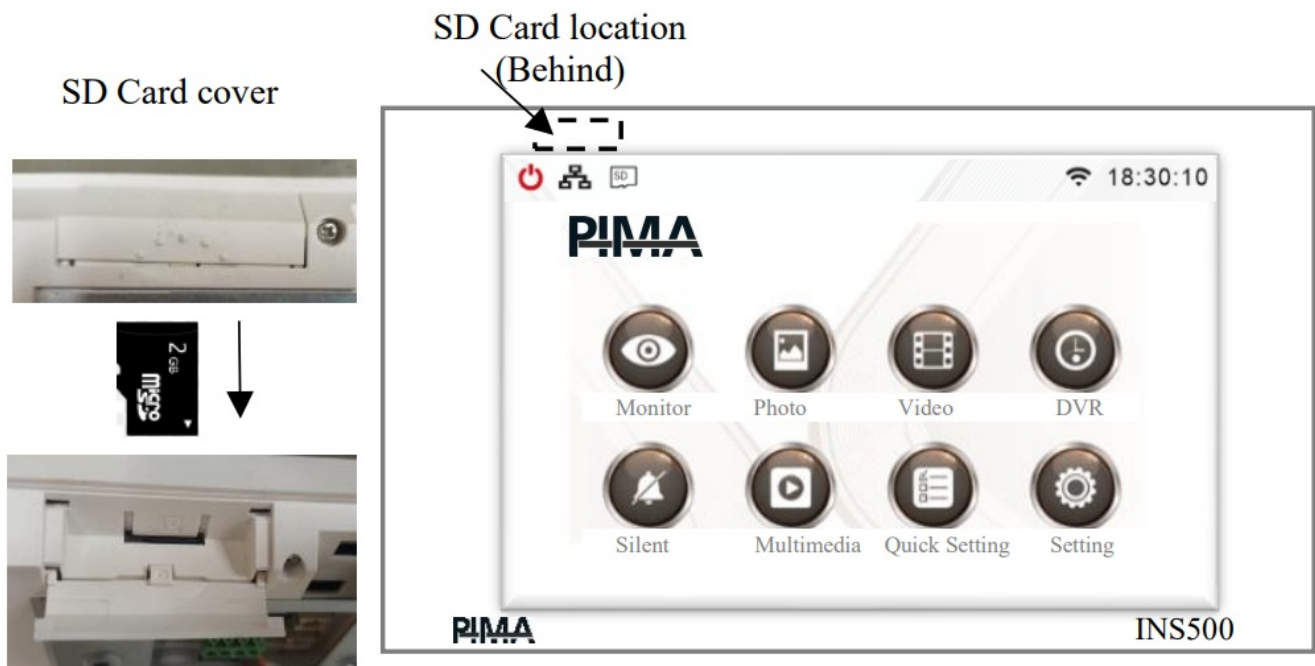 SD Card location
(Behind)
SD Card cover
SD
18:30:10
PIMA
2 GB
micro
SD
Monitor Photo Video DVR
Silent Multimedia Quick Setting Setting
PIMA
INS500